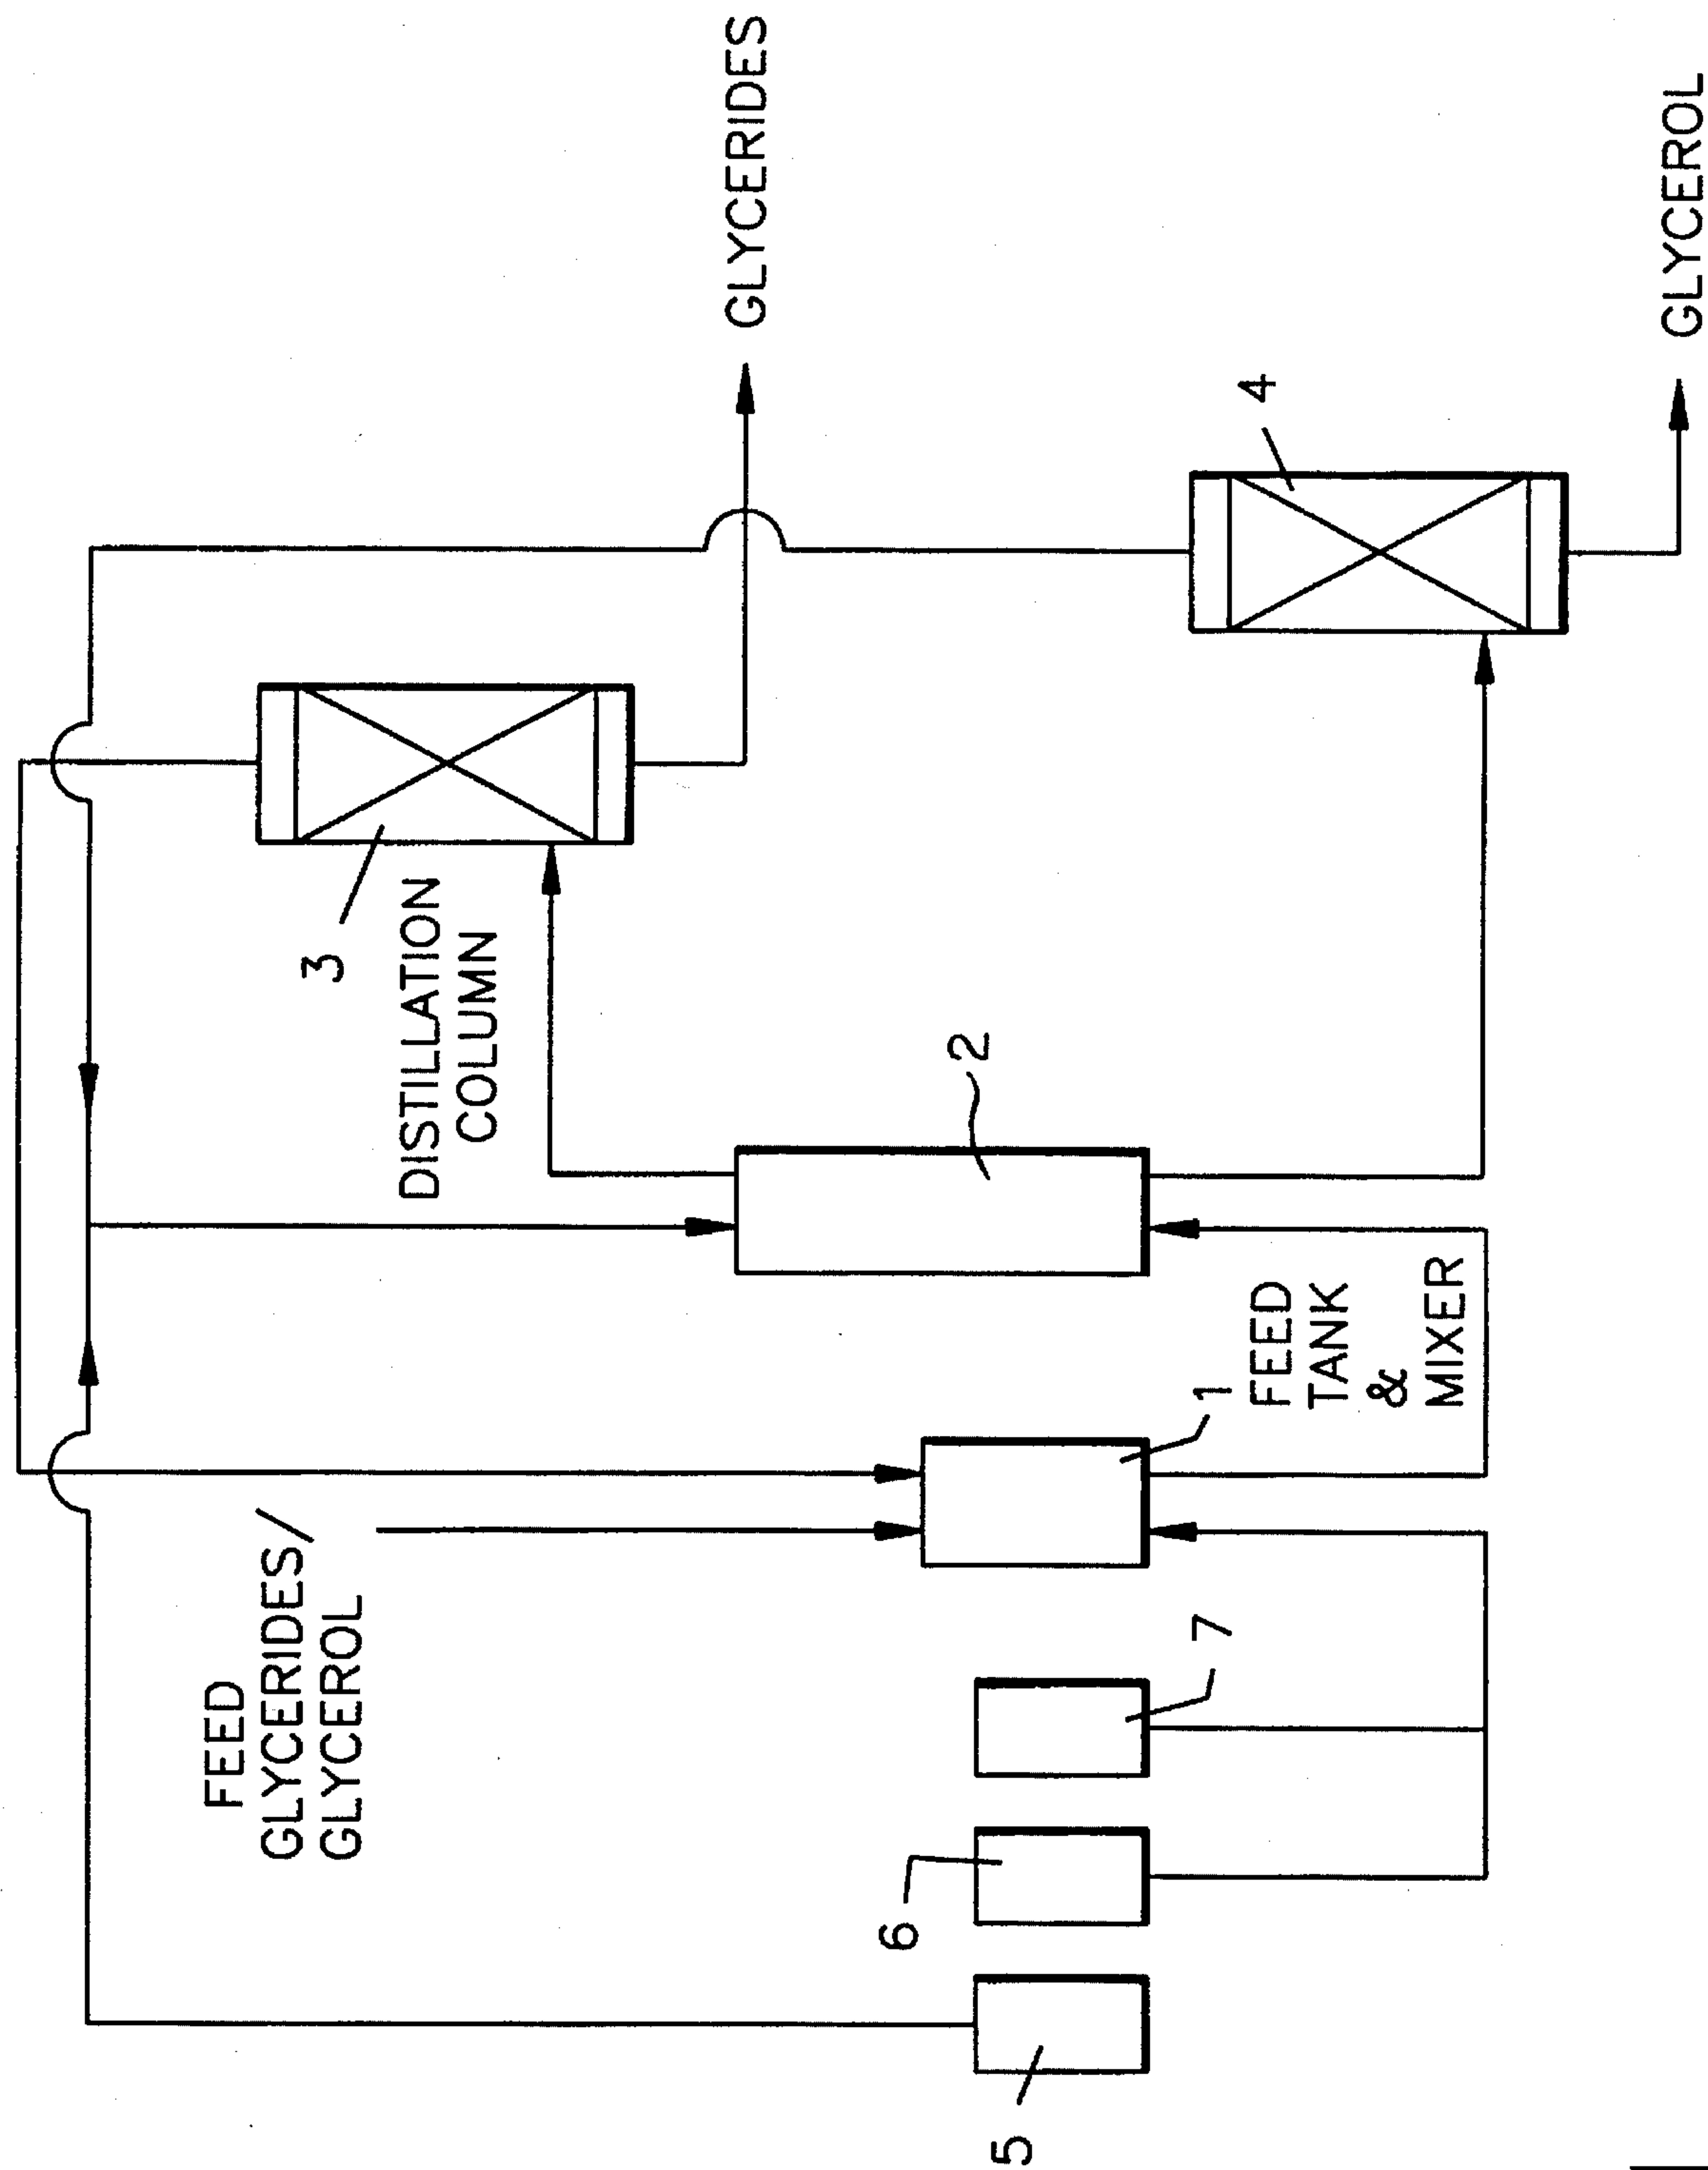 FEED
GLYCERIDES/
GLYCEROL
5
6
7
1
FEED
TANK
&
MIXER
2
DISTILLATION
COLUMN
3
4
GLYCERIDES
GLYCEROL